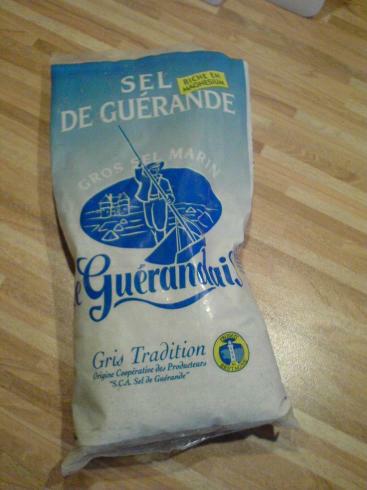 SEL
RICHE EN
MAGNÉSIUM
DE GUÉRANDE
GROS SEL MARIN
e Guérandais
Gris Tradition
Origine Coopérative des Producteurs
"S.C.A. Sel de Guérande"